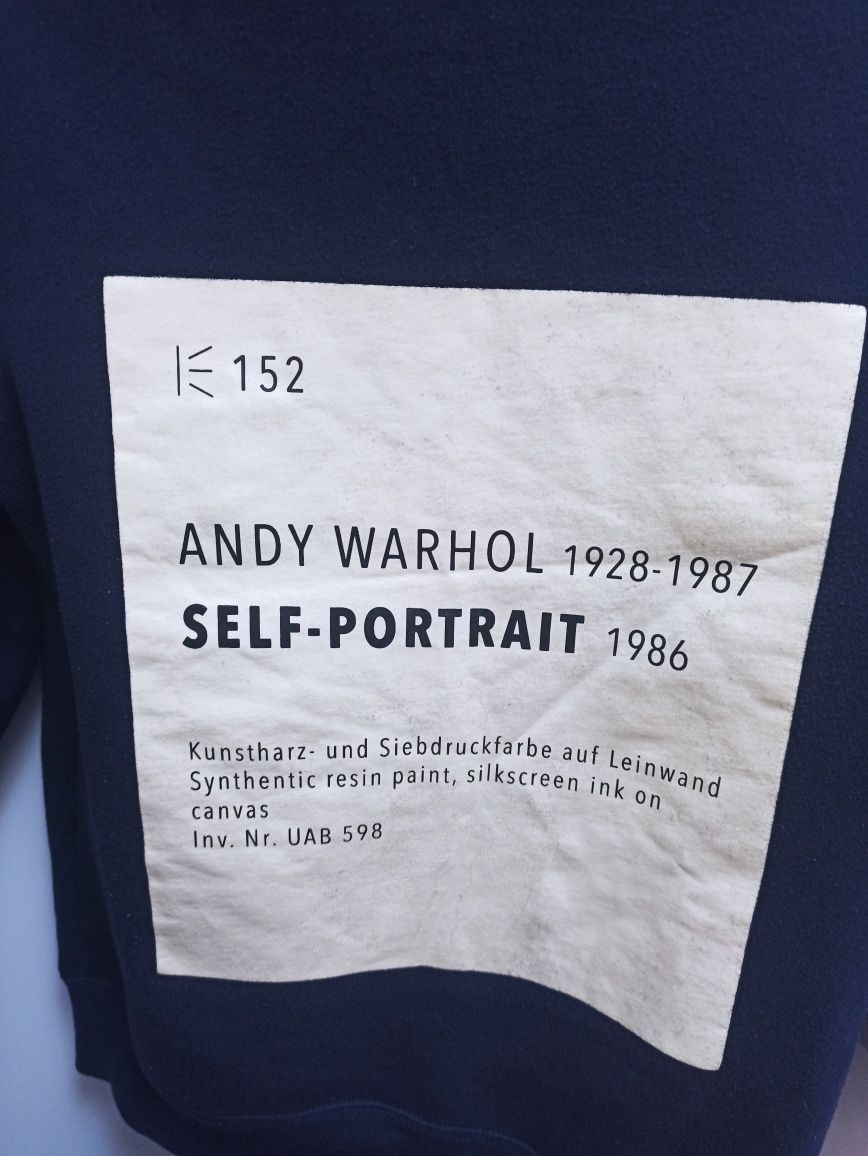 152
ANDY WARHOL 1928-1987
SELF-PORTRAIT 1986
Kunstharz- und Siebdruckfarbe auf Leinwand
Synthentic resin paint, silkscreen ink on
canvas
Inv. Nr. UAB 598